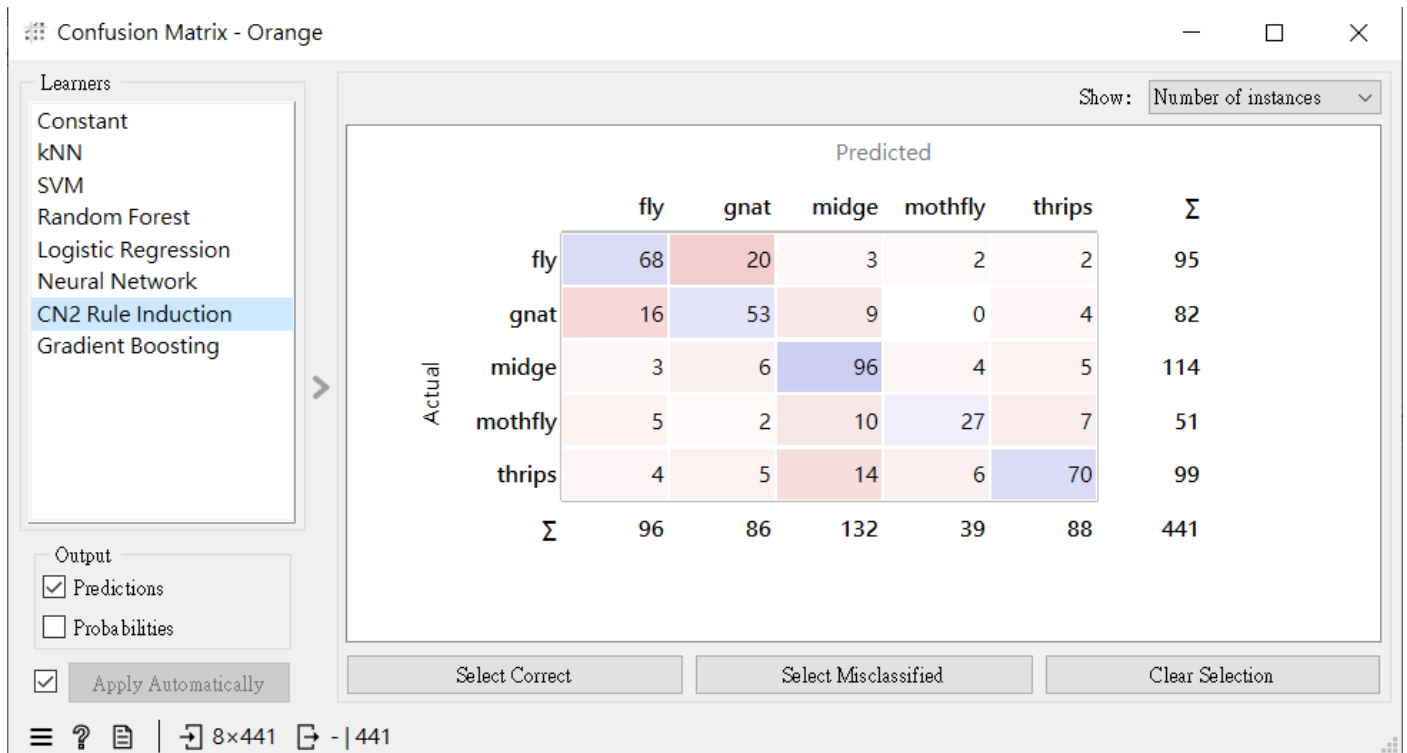 Confusion Matrix - Orange
Learners
Constant
kNN
SVM
Random Forest
Logistic Regression
Neural Network
CN2 Rule Induction
Gradient Boosting
Output
Predictions
Probabilities
Apply Automatically
Show: Number of instances
Predicted
fly gnat midge mothfly thrips Σ
Actual
fly 68 20 3 2 2 95
gnat 16 53 9 0 4 82
midge 3 6 96 4 5 114
mothfly 5 2 10 27 7 51
thrips 4 5 14 6 70 99
Σ 96 86 132 39 88 441
Select Correct Select Misclassified Clear Selection
8×441 - | 441